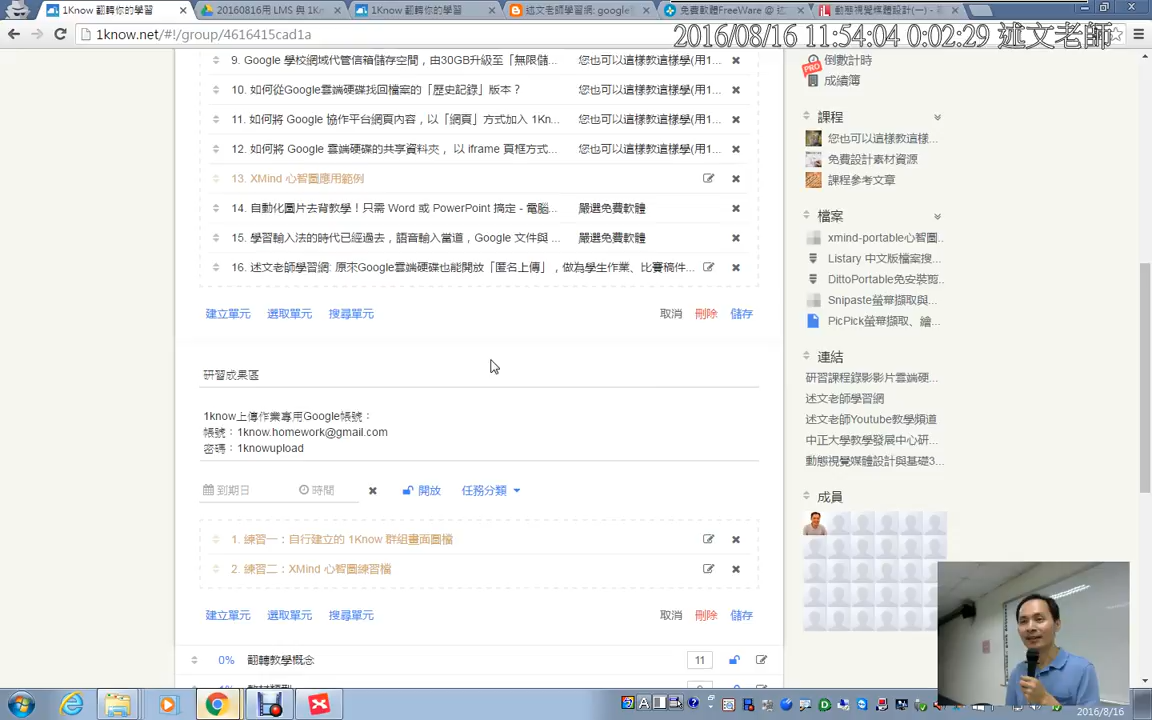 1Know 翻轉你的學習
20160816用 LMS 與 1Kn
1Know 翻轉你的學習
述文老師學習網: google
免費軟體FreeWare @ 述
動態視覺媒體設計(一) -
1know.net/#!/group/4616415cad1a
2016/08/16 11:54:04 0:02:29 述文老師
9. Google 學校網域代管信箱儲存空間，由30GB升級至「無限儲... 您也可以這樣教這樣學(用1...
10. 如何從Google雲端硬碟找回檔案的「歷史記錄」版本？ 您也可以這樣教這樣學(用1...
11. 如何將 Google 協作平台網頁內容，以「網頁」方式加入 1Kn... 您也可以這樣教這樣學(用1...
12. 如何將 Google 雲端硬碟的共享資料夾， 以 iframe 頁框方式... 您也可以這樣教這樣學(用1...
13. XMind 心智圖應用範例
14. 自動化圖片去背教學！只需 Word 或 PowerPoint 搞定 - 電腦... 嚴選免費軟體
15. 學習輸入法的時代已經過去，語音輸入當道，Google 文件與 ... 嚴選免費軟體
16. 述文老師學習網: 原來Google雲端硬碟也能開放「匿名上傳」，做為學生作業、比賽稿件...
建立單元 選取單元 搜尋單元 取消 刪除 儲存
研習成果區
1know上傳作業專用Google帳號：
帳號：1know.homework@gmail.com
密碼：1knowupload
到期日 時間 開放 任務分類
1. 練習一：自行建立的 1Know 群組畫面圖檔
2. 練習二：XMind 心智圖練習檔
建立單元 選取單元 搜尋單元 取消 刪除 儲存
0% 翻轉教學概念 11
倒數計時
PRO
成績簿
課程
您也可以這樣教這樣...
免費設計素材資源
課程參考文章
檔案
xmind-portable心智圖...
Listary 中文版檔案搜...
DittoPortable免安裝剪...
Snipaste螢幕擷取與...
PicPick螢幕擷取、繪...
連結
研習課程錄影影片雲端硬...
述文老師學習網
述文老師Youtube教學頻道
中正大學教學發展中心研...
動態視覺媒體設計與基礎3...
成員
2016/8/16